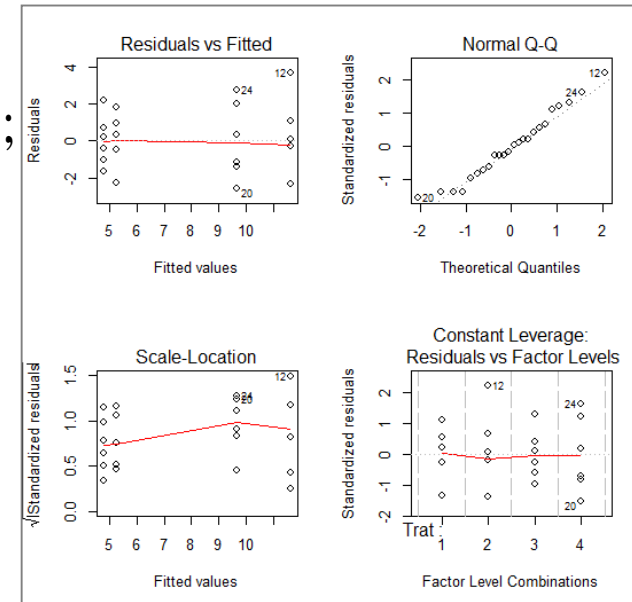 ;
Residuals vs Fitted
Residuals
4
2
0
-2
12
24
20
5 6 7 8 9 10
Fitted values
Normal Q-Q
Standardized residuals
2
1
0
-1
20
24
12
-2 -1 0 1 2
Theoretical Quantiles
Scale-Location
√|Standardized residuals|
1.5
1.0
0.5
0.0
12
24
20
5 6 7 8 9 10
Fitted values
Constant Leverage:
Residuals vs Factor Levels
Standardized residuals
2
1
0
-1
-2
12
24
20
Trat :
1 2 3 4
Factor Level Combinations